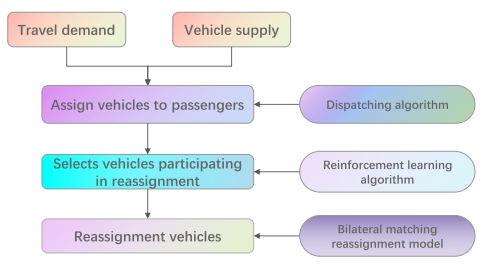 Travel demand
Vehicle supply
Assign vehicles to passengers
Dispatching algorithm
Selects vehicles participating
in reassignment
Reinforcement learning
algorithm
Reassignment vehicles
Bilateral matching
reassignment model